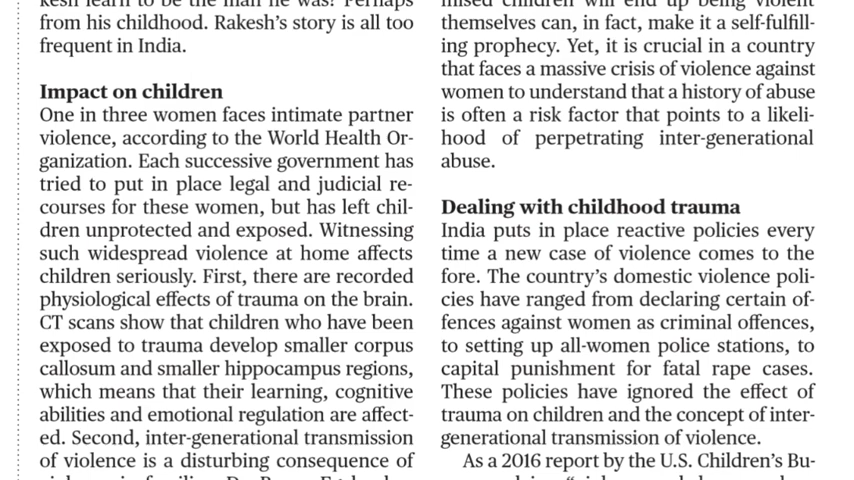 kesh learn to be the man he was? Perhaps
from his childhood. Rakesh's story is all too
frequent in India.
Impact on children
One in three women faces intimate partner
violence, according to the World Health Or-
ganization. Each successive government has
tried to put in place legal and judicial re-
courses for these women, but has left chil-
dren unprotected and exposed. Witnessing
such widespread violence at home affects
children seriously. First, there are recorded
physiological effects of trauma on the brain.
CT scans show that children who have been
exposed to trauma develop smaller corpus
callosum and smaller hippocampus regions,
which means that their learning, cognitive
abilities and emotional regulation are affect-
ed. Second, inter-generational transmission
of violence is a disturbing consequence of
mised children will end up being violent
themselves can, in fact, make it a self-fulfill-
ing prophecy. Yet, it is crucial in a country
that faces a massive crisis of violence against
women to understand that a history of abuse
is often a risk factor that points to a likeli-
hood of perpetrating inter-generational
abuse.
Dealing with childhood trauma
India puts in place reactive policies every
time a new case of violence comes to the
fore. The country's domestic violence poli-
cies have ranged from declaring certain of-
fences against women as criminal offences,
to setting up all-women police stations, to
capital punishment for fatal rape cases.
These policies have ignored the effect of
trauma on children and the concept of inter-
generational transmission of violence.
As a 2016 report by the U.S. Children's Bu-